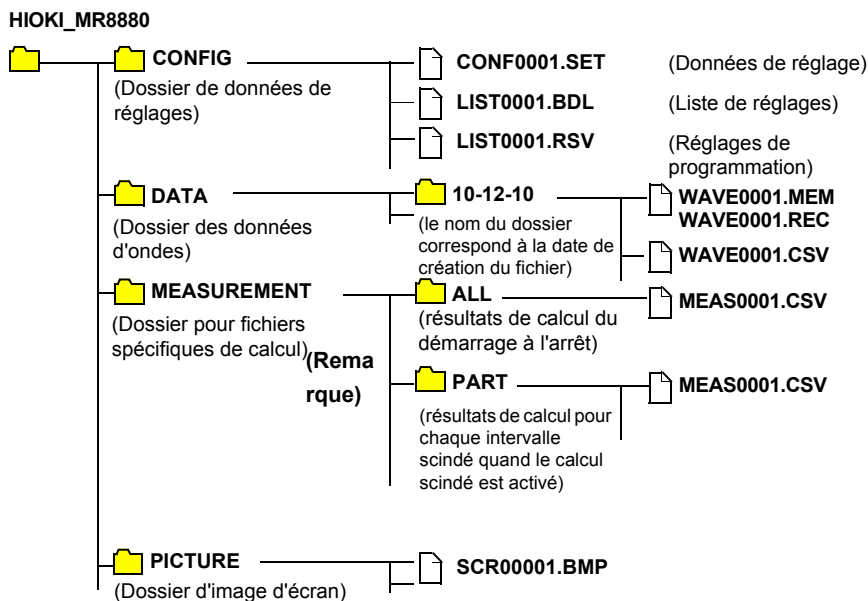 HIOKI_MR8880
CONFIG
(Dossier de données de
réglages)
CONF0001.SET
(Données de réglage)
LIST0001.BDL
(Liste de réglages)
LIST0001.RSV
(Réglages de
programmation)
DATA
(Dossier des données
d'ondes)
10-12-10
(le nom du dossier
correspond à la date de
création du fichier)
WAVE0001.MEM
WAVE0001.REC
WAVE0001.CSV
MEASUREMENT
(Dossier pour fichiers
spécifiques de calcul)
(Rema
rque)
ALL
(résultats de calcul du
démarrage à l'arrêt)
MEAS0001.CSV
PART
(résultats de calcul pour
chaque intervalle
scindé quand le calcul
scindé est activé)
MEAS0001.CSV
PICTURE
(Dossier d'image d'écran)
SCR00001.BMP